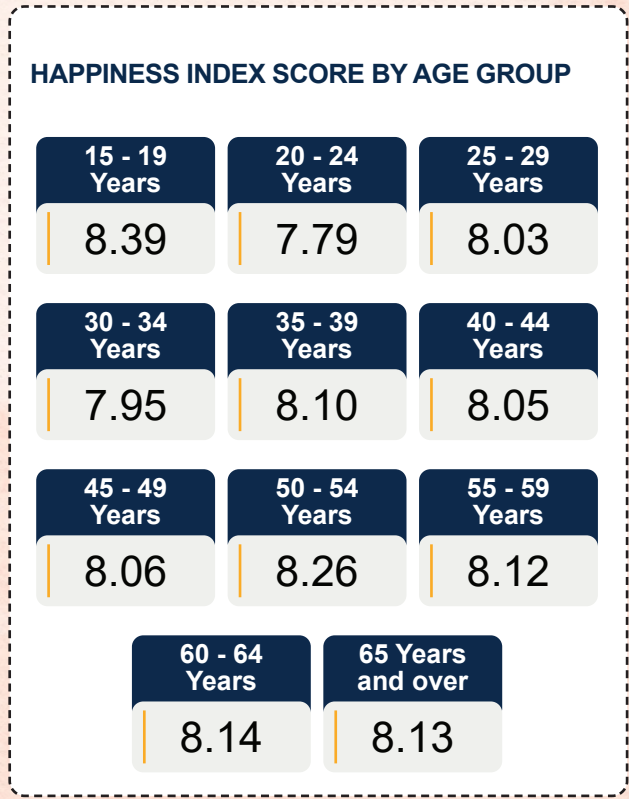 HAPPINESS INDEX SCORE BY AGE GROUP
15 - 19
Years
8.39
20 - 24
Years
7.79
25 - 29
Years
8.03
30 - 34
Years
7.95
35 - 39
Years
8.10
40 - 44
Years
8.05
45 - 49
Years
8.06
50 - 54
Years
8.26
55 - 59
Years
8.12
60 - 64
Years
8.14
65 Years
and over
8.13